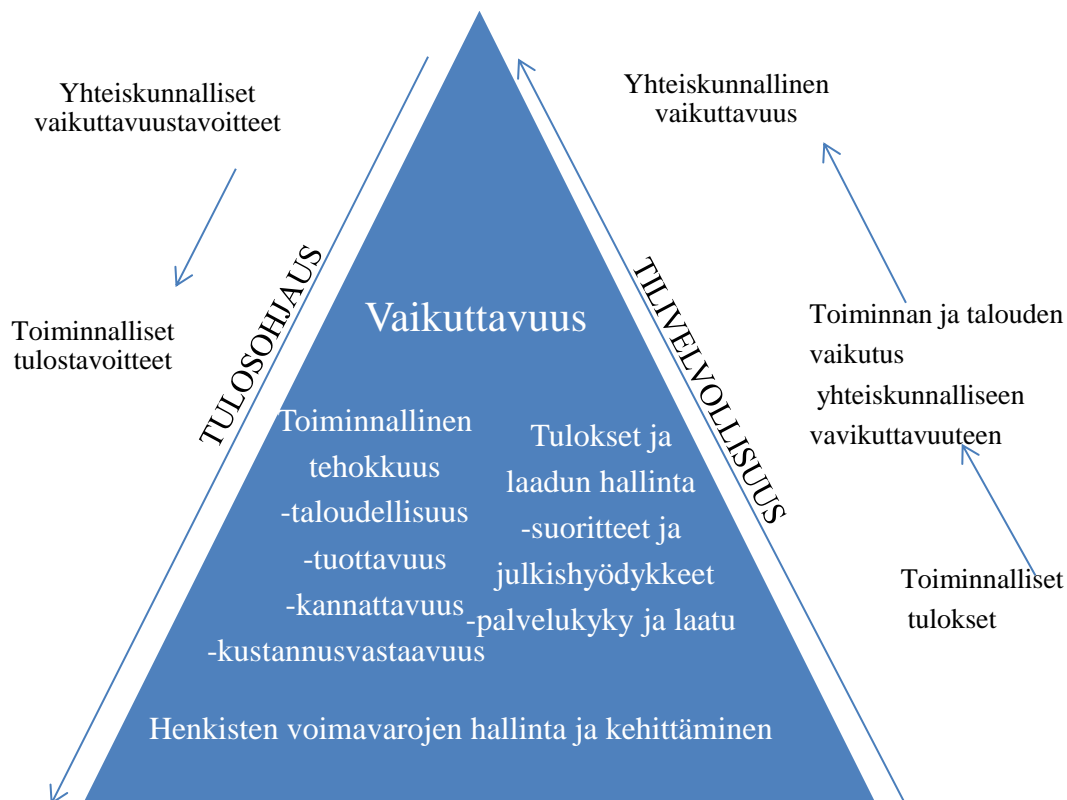 Yhteiskunnalliset
vaikuttavuustavoitteet
Toiminnalliset
tulostavoitteet
TULOSOHJAUS
Vaikuttavuus
Toiminnallinen
tehokkuus
-taloudellisuus
-tuottavuus
-kannattavuus
-kustannusvastaavuus
Tulokset ja
laadun hallinta
-suoritteet ja
julkishyödykkeet
-palvelukyky ja laatu
Henkisten voimavarojen hallinta ja kehittäminen
TILIVELVOLLISUUS
Yhteiskunnallinen
vaikuttavuus
Toiminnan ja talouden
vaikutus
yhteiskunnalliseen
vavikuttavuuteen
Toiminnalliset
tulokset